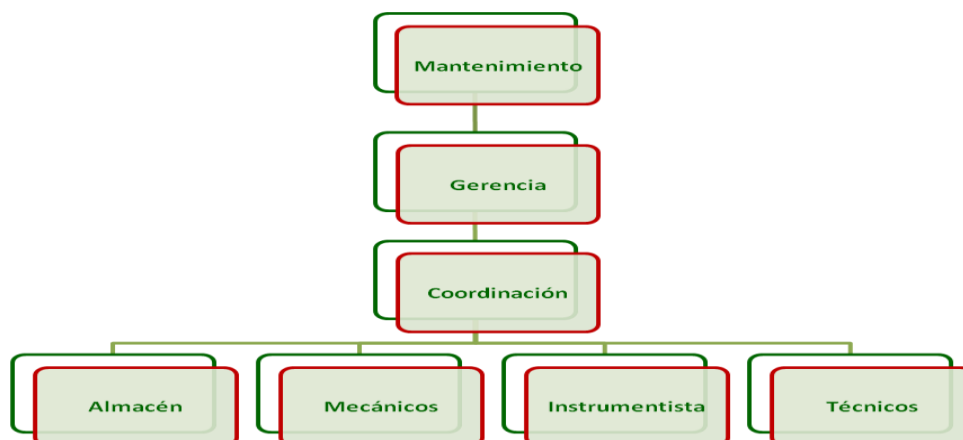 Mantenimiento
Gerencia
Coordinación
Almacén
Mecánicos
Instrumentista
Técnicos